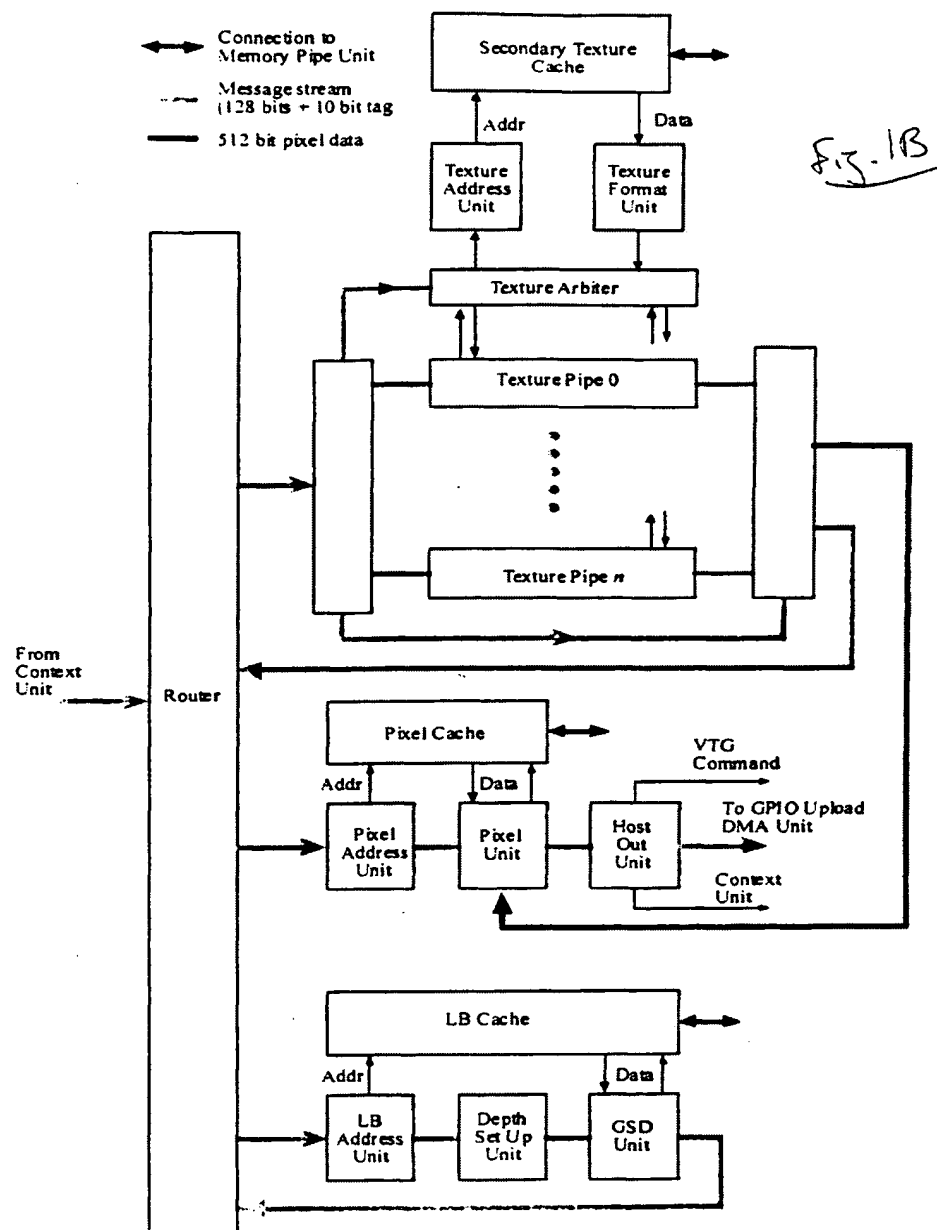 Connection to
Memory Pipe Unit
Message stream
(128 bits + 10 bit tag
512 bit pixel data
Secondary Texture
Cache
Addr
Data
Fig. 1B
Texture
Address
Unit
Texture
Format
Unit
Texture Arbiter
Texture Pipe 0
Texture Pipe n
From
Context
Unit
Router
Pixel Cache
Addr
Data
VTG
Command
Pixel
Address
Unit
Pixel
Unit
Host
Out
Unit
To GPIO Upload
DMA Unit
Context
Unit
LB Cache
Addr
Data
LB
Address
Unit
Depth
Set Up
Unit
GSD
Unit